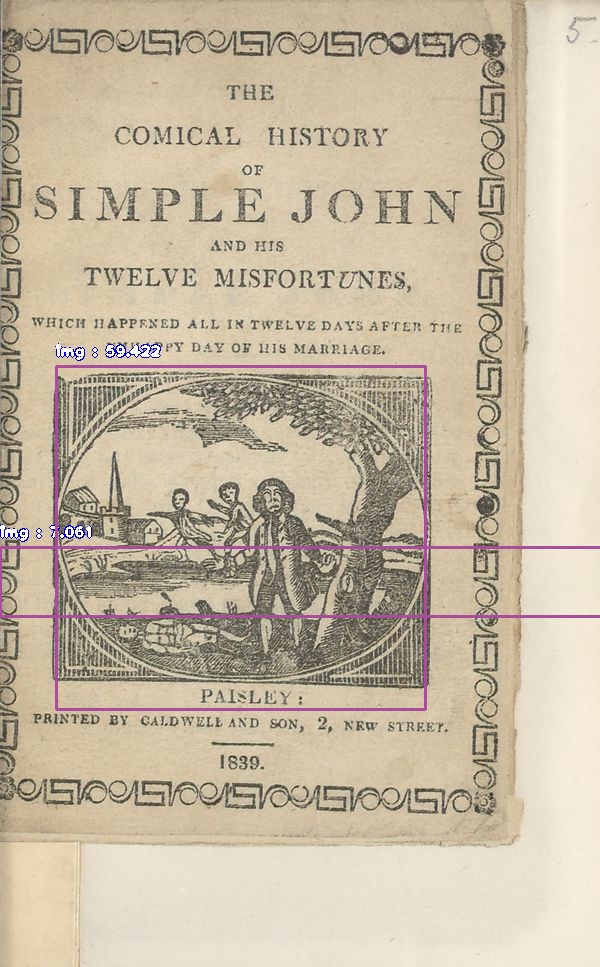 5.
THE
COMICAL HISTORY
OF
SIMPLE JOHN
AND HIS
TWELVE MISFORTUNES,
WHICH HAPPENED ALL IN TWELVE DAYS AFTER THE
DAY OF HIS MARRIAGE.
img : 59.422
img : 7.061
PAISLEY:
PRINTED BY CALDWELL AND SON, 2, NEW STREET.
1839.